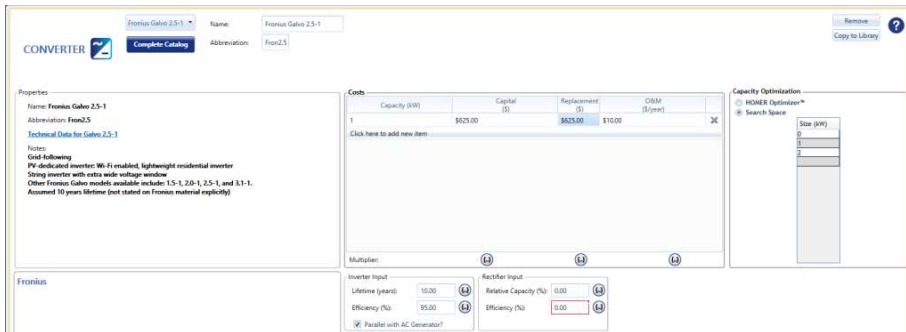 Fronius Galvo 2.5-1
Name: Fronius Galvo 2.5-1
Remove
CONVERTER
Complete Catalog
Abbreviation: Fron2.5
Copy to Library
?
Properties
Name: Fronius Galvo 2.5-1
Abbreviation: Fron2.5
Technical Data for Galvo 2.5-1
Notes:
Grid-following
PV-dedicated inverter: Wi-Fi enabled, lightweight residential inverter
String inverter with extra wide voltage window
Other Fronius Galvo models available include: 1.5-1, 2.0-1, 2.5-1, and 3.1-1.
Assumed 10 years lifetime (not stated on Fronius material explicitly)
Costs
Capacity (kW) Capital ($) Replacement ($) O&M ($/year)
1 $625.00 $625.00 $10.00
Click here to add new item
Multiplier: (..) (..) (..)
Capacity Optimization
HOMER Optimizer™
Search Space
Size (kW)
0
1
2
Fronius
Inverter Input
Lifetime (years): 10.00 (..)
Efficiency (%): 95.00 (..)
Parallel with AC Generator?
Rectifier Input
Relative Capacity (%): 0.00 (..)
Efficiency (%): 0.00 (..)